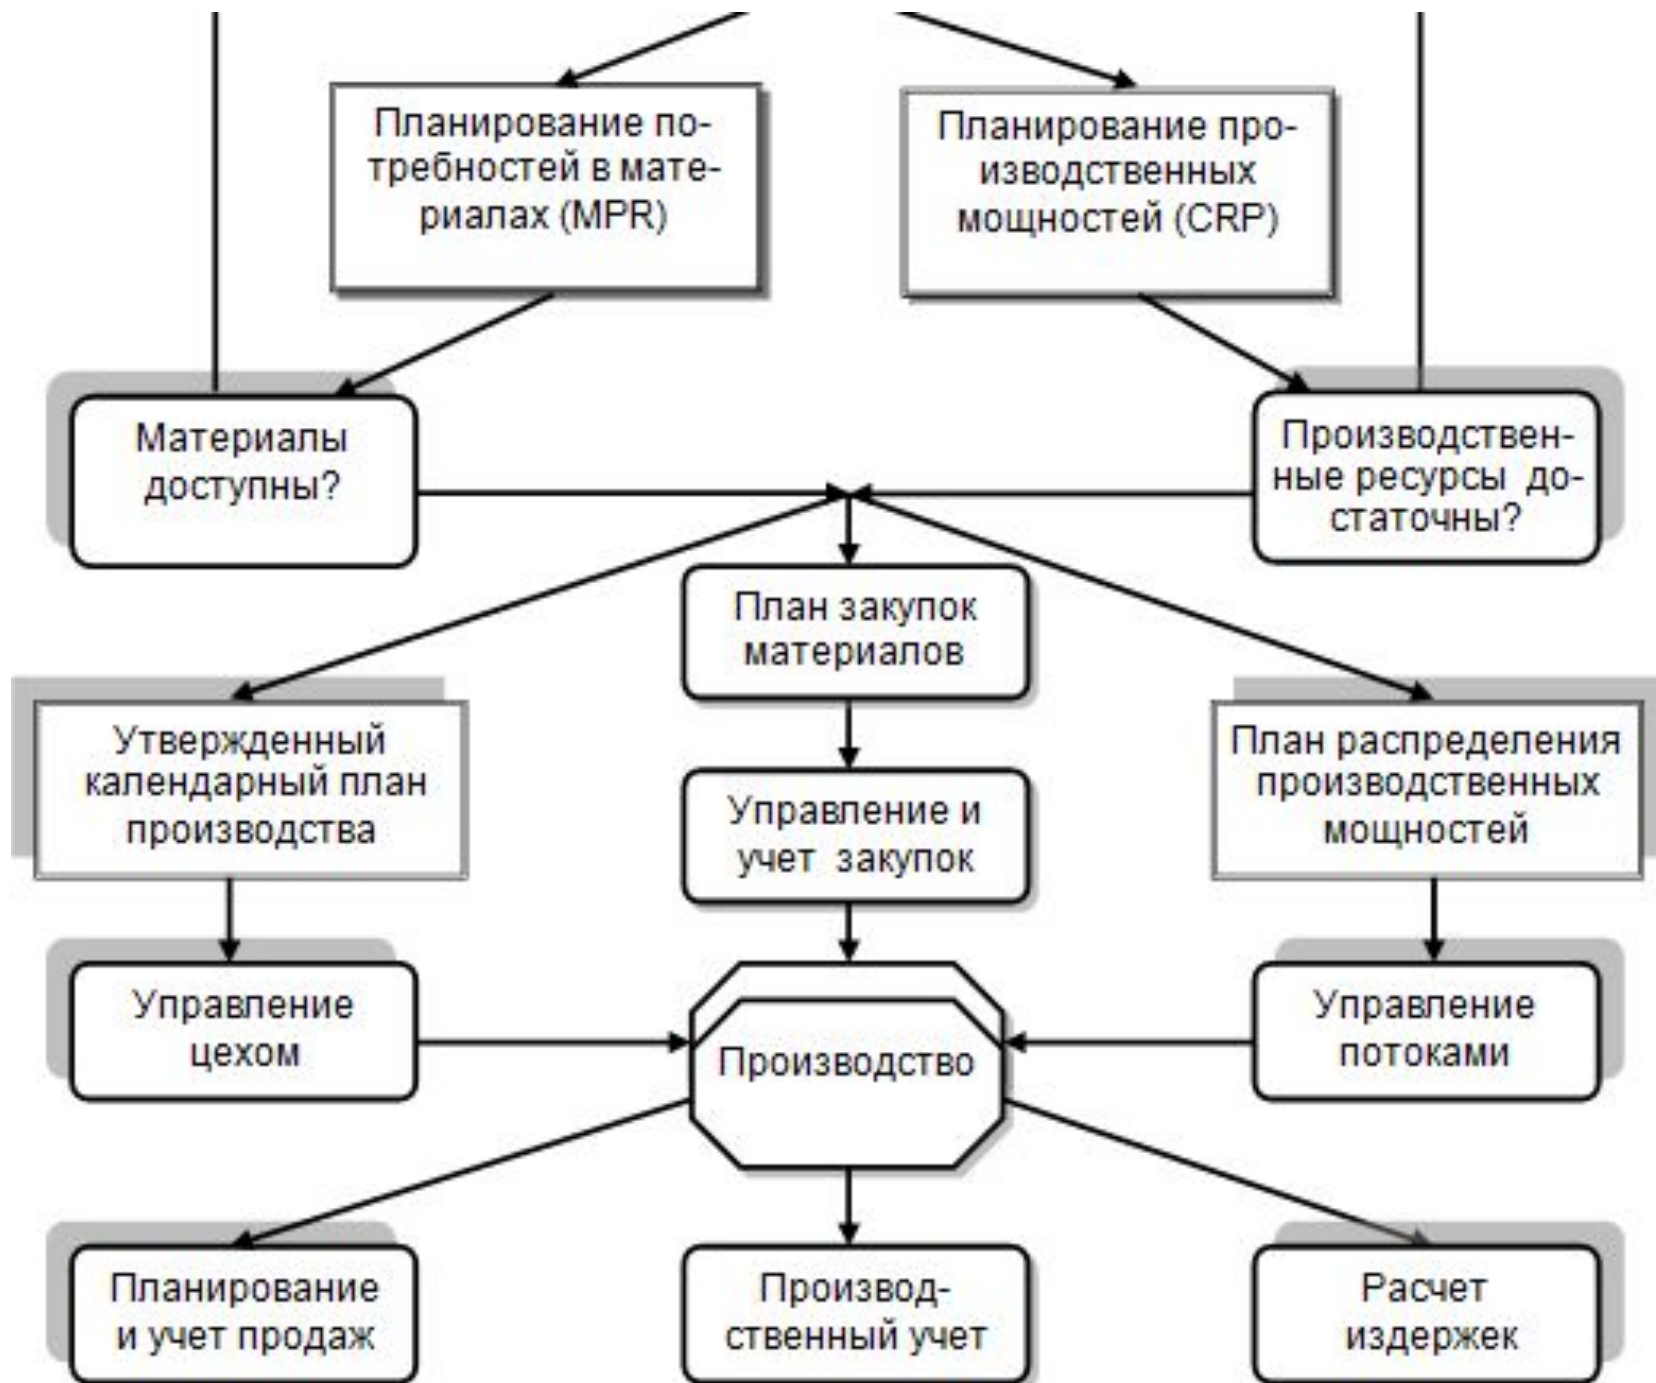 Планирование по-
требностей в мате-
риалах (MPR)
Планирование про-
изводственных
мощностей (CRP)
Материалы
доступны?
Производствен-
ные ресурсы до-
статочны?
План закупок
материалов
Утвержденный
календарный план
производства
Управление и
учет закупок
План распределения
производственных
мощностей
Управление
цехом
Производство
Управление
потоками
Планирование
и учет продаж
Производ-
ственный учет
Расчет
издержек